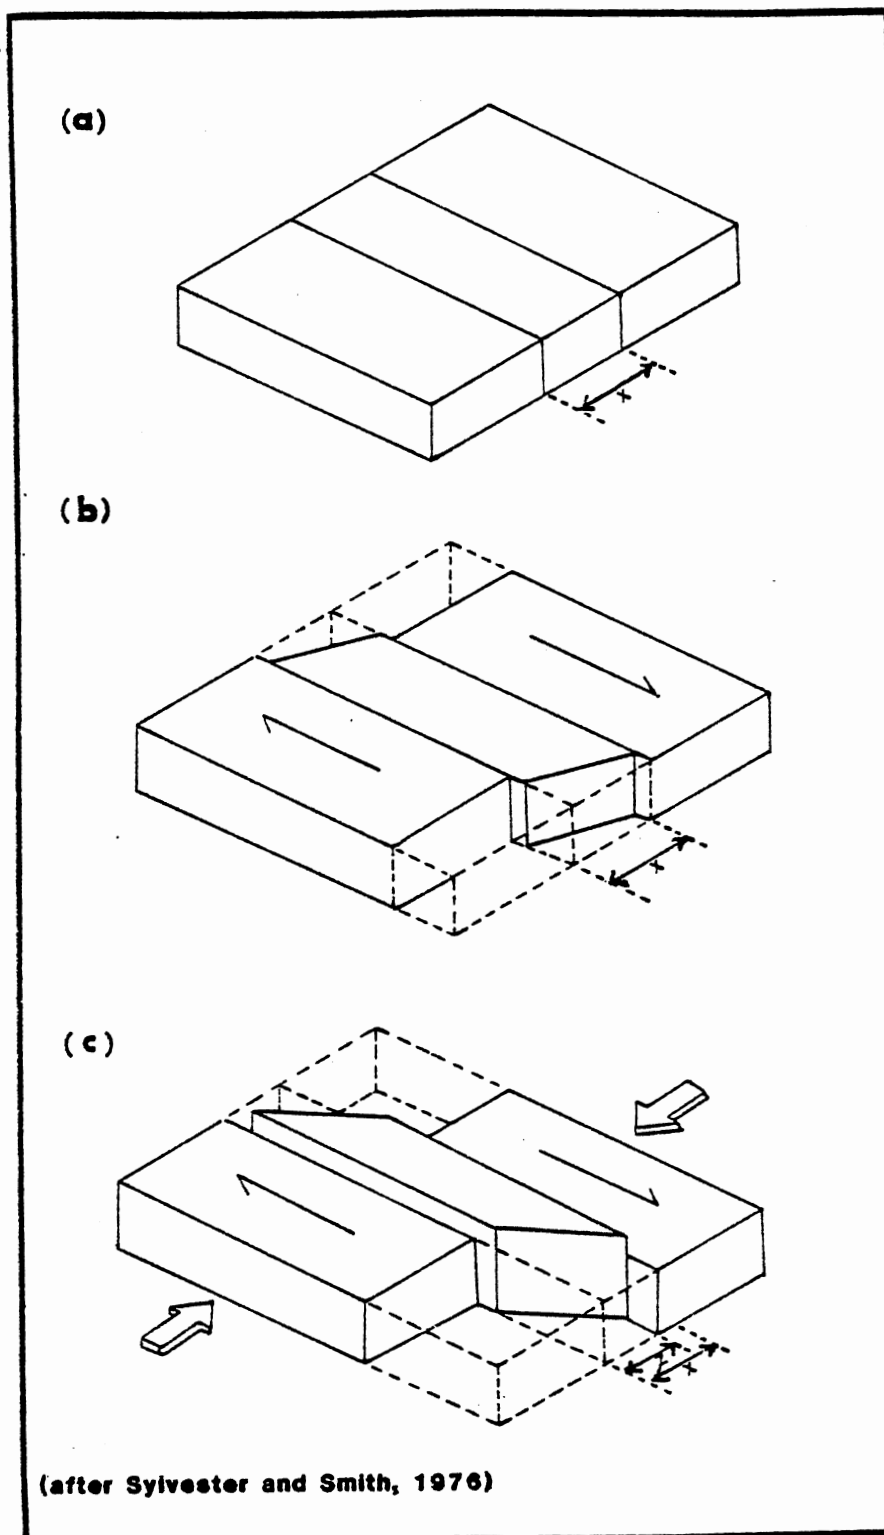 (a)
x
(b)
x
(c)
x
(after Sylvester and Smith, 1976)